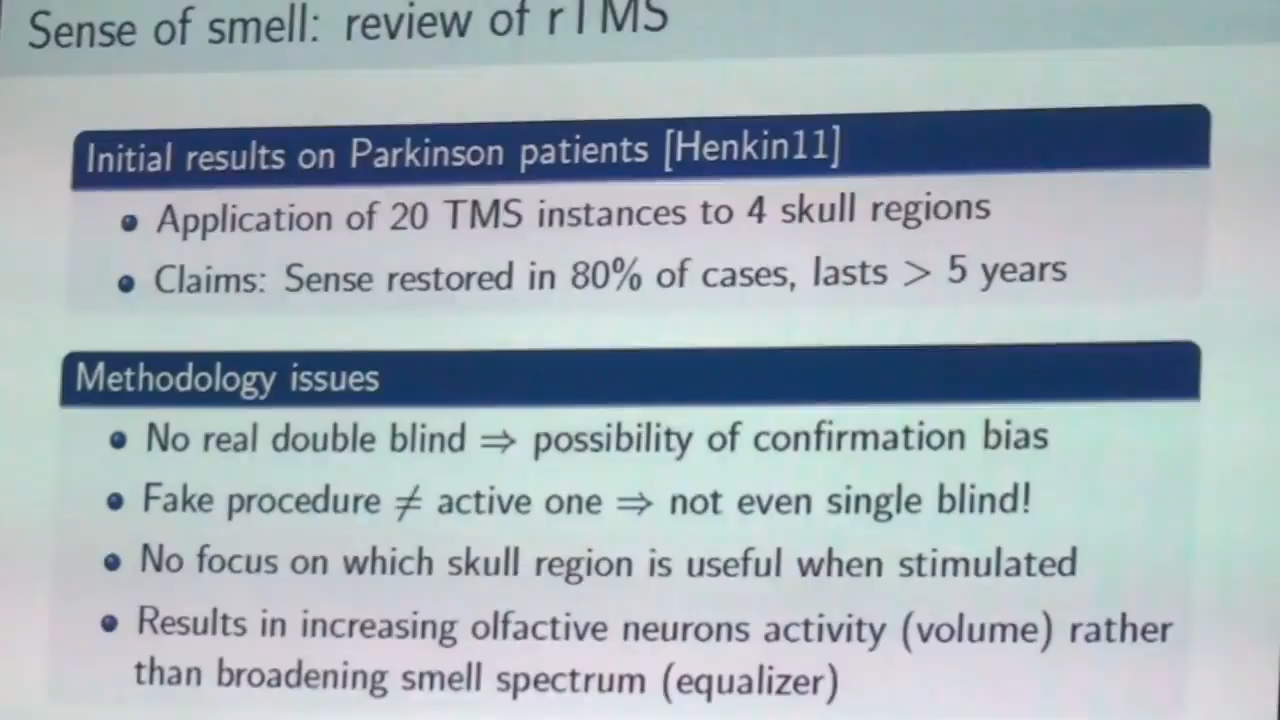 Sense of smell: review of rTMS
Initial results on Parkinson patients [Henkin11]
Application of 20 TMS instances to 4 skull regions
Claims: Sense restored in 80% of cases, lasts > 5 years
Methodology issues
No real double blind ⇒ possibility of confirmation bias
Fake procedure ≠ active one ⇒ not even single blind!
No focus on which skull region is useful when stimulated
Results in increasing olfactive neurons activity (volume) rather
than broadening smell spectrum (equalizer)